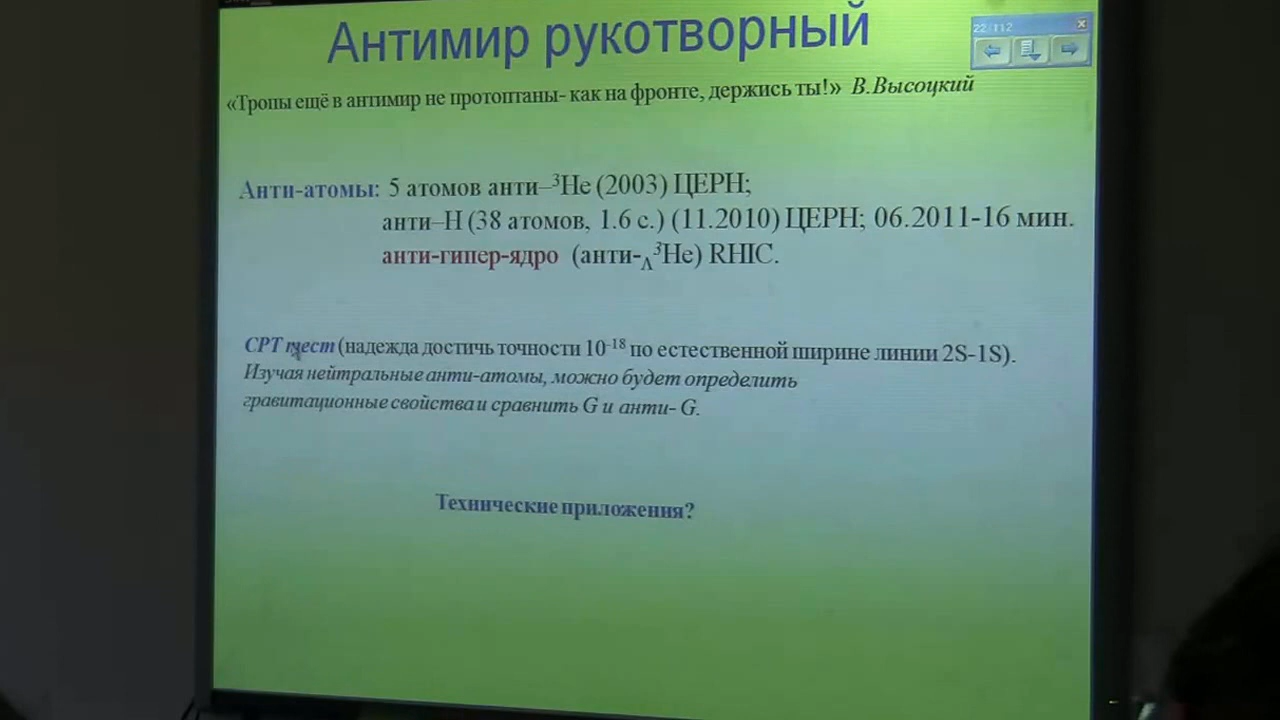 Антимир рукотворный
22/112
«Тропы ещё в антимир не протоптаны- как на фронте, держись ты!» В.Высоцкий
Анти-атомы: 5 атомов анти–³He (2003) ЦЕРН;
анти–H (38 атомов, 1.6 с.) (11.2010) ЦЕРН; 06.2011-16 мин.
анти-гипер-ядро (анти-Λ³He) RHIC.
CPT тест (надежда достичь точности 10⁻¹⁸ по естественной ширине линии 2S-1S).
Изучая нейтральные анти-атомы, можно будет определить
гравитационные свойства и сравнить G и анти- G.
Технические приложения?